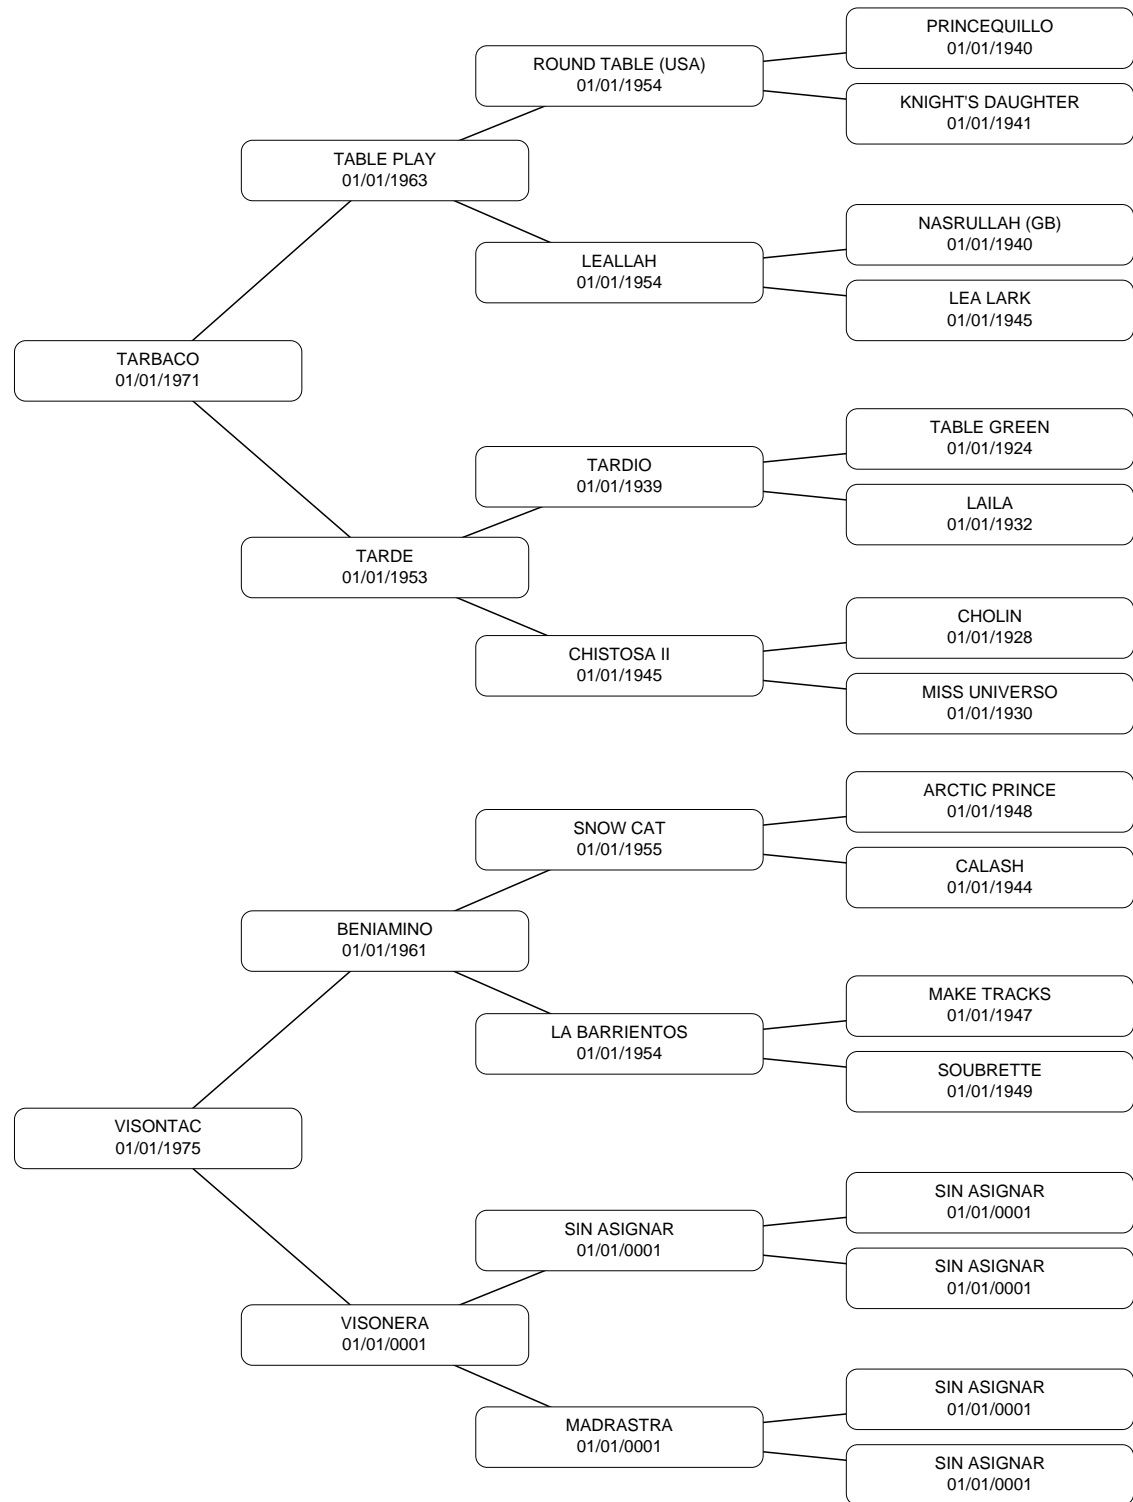 PRINCEQUILLO
01/01/1940
ROUND TABLE (USA)
01/01/1954
KNIGHT'S DAUGHTER
01/01/1941
TABLE PLAY
01/01/1963
NASRULLAH (GB)
01/01/1940
LEALLAH
01/01/1954
LEA LARK
01/01/1945
TARBACO
01/01/1971
TABLE GREEN
01/01/1924
TARDIO
01/01/1939
LAILA
01/01/1932
TARDE
01/01/1953
CHOLIN
01/01/1928
CHISTOSA II
01/01/1945
MISS UNIVERSO
01/01/1930
ARCTIC PRINCE
01/01/1948
SNOW CAT
01/01/1955
CALASH
01/01/1944
BENIAMINO
01/01/1961
MAKE TRACKS
01/01/1947
LA BARRIENTOS
01/01/1954
SOUBRETTE
01/01/1949
VISONTAC
01/01/1975
SIN ASIGNAR
01/01/0001
SIN ASIGNAR
01/01/0001
SIN ASIGNAR
01/01/0001
VISONERA
01/01/0001
SIN ASIGNAR
01/01/0001
MADRASTRA
01/01/0001
SIN ASIGNAR
01/01/0001